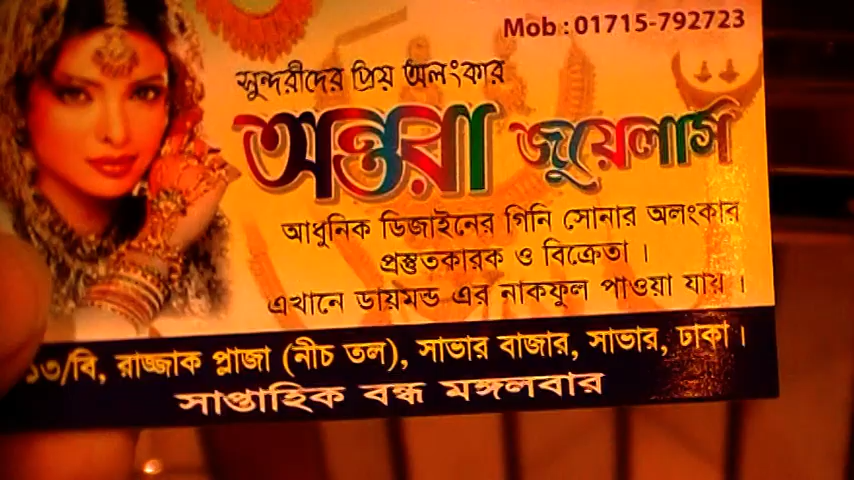 Mob : 01715-792723
সুন্দরীদের প্রিয় অলংকার
অন্তরা জুয়েলার্স
আধুনিক ডিজাইনের গিনি সোনার অলংকার
প্রস্তুতকারক ও বিক্রেতা ।
এখানে ডায়মন্ড এর নাকফুল পাওয়া যায় ।
১৩/বি, রাজ্জাক প্লাজা (নীচ তলা), সাভার বাজার, সাভার, ঢাকা ।
সাপ্তাহিক বন্ধ মঙ্গলবার